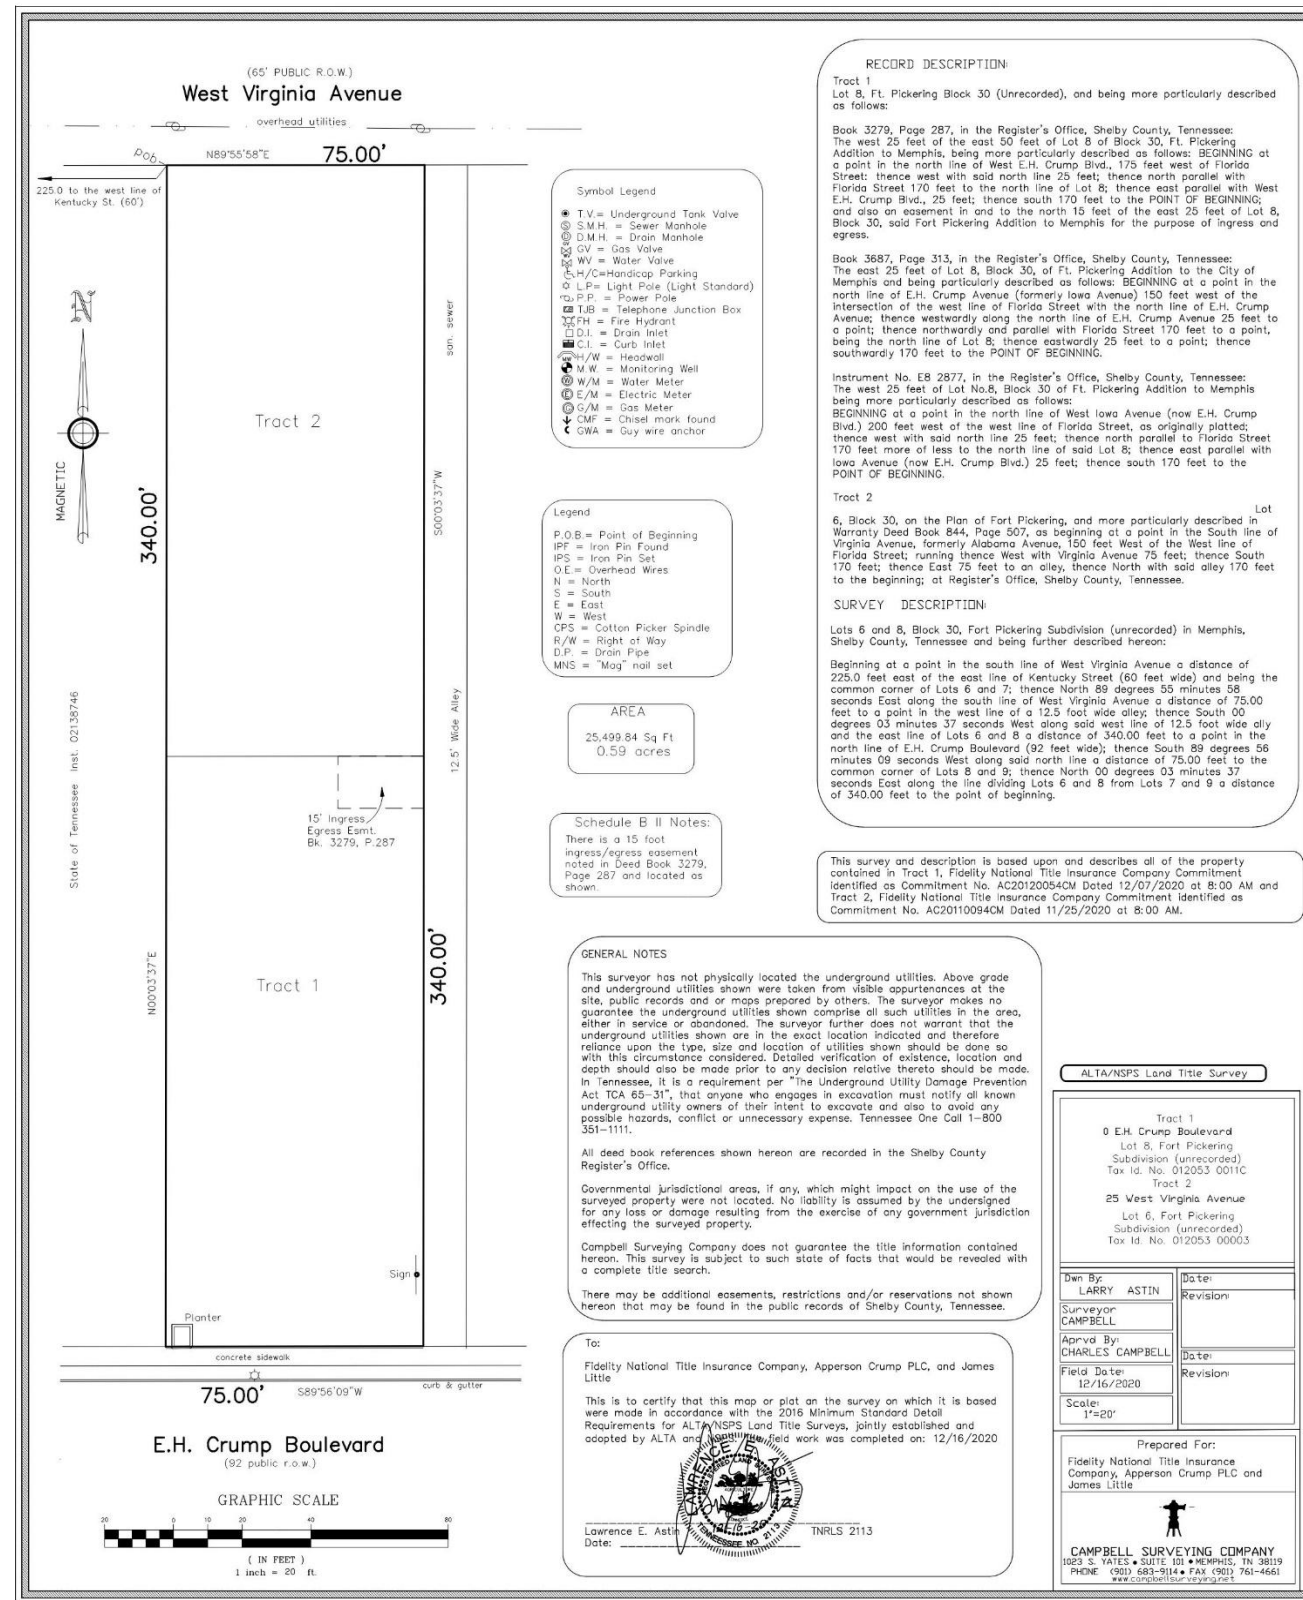 (65' PUBLIC R.O.W.)
West Virginia Avenue
overhead utilities
POB
N89°55'58"E
75.00'
225.0 to the west line of
Kentucky St. (60')
N
MAGNETIC
340.00'
Tract 2
san. sewer
S00°03'37"W
12.5' Wide Alley
State of Tennessee Inst. 02138746
15' Ingress
Egress Esmt.
Bk. 3279, P.287
N00°03'37"E
Tract 1
340.00'
Sign
Planter
concrete sidewalk
75.00'
S89°56'09"W
curb & gutter
E.H. Crump Boulevard
(92 public r.o.w.)
GRAPHIC SCALE
20 0 10 20 40 80
( IN FEET )
1 inch = 20 ft.
Symbol Legend
T.V.= Underground Tank Valve
S.M.H. = Sewer Manhole
D.M.H. = Drain Manhole
GV = Gas Valve
WV = Water Valve
H/C=Handicap Parking
L.P= Light Pole (Light Standard)
P.P. = Power Pole
TJB = Telephone Junction Box
FH = Fire Hydrant
D.I. = Drain Inlet
C.I. = Curb Inlet
H/W = Headwall
M.W. = Monitoring Well
W/M = Water Meter
E/M = Electric Meter
G/M = Gas Meter
CMF = Chisel mark found
GWA = Guy wire anchor
Legend
P.O.B.= Point of Beginning
IPF = Iron Pin Found
IPS = Iron Pin Set
O.E.= Overhead Wires
N = North
S = South
E = East
W = West
CPS = Cotton Picker Spindle
R/W = Right of Way
D.P. = Drain Pipe
MNS = "Mag" nail set
AREA
25,499.84 Sq Ft
0.59 acres
Schedule B II Notes:
There is a 15 foot
ingress/egress easement
noted in Deed Book 3279,
Page 287 and located as
shown.
RECORD DESCRIPTION:
Tract 1
Lot 8, Ft. Pickering Block 30 (Unrecorded), and being more particularly described
as follows:
Book 3279, Page 287, in the Register's Office, Shelby County, Tennessee:
The west 25 feet of the east 50 feet of Lot 8 of Block 30, Ft. Pickering
Addition to Memphis, being more particularly described as follows: BEGINNING at
a point in the north line of West E.H. Crump Blvd., 175 feet west of Florida
Street: thence west with said north line 25 feet; thence north parallel with
Florida Street 170 feet to the north line of Lot 8; thence east parallel with West
E.H. Crump Blvd., 25 feet; thence south 170 feet to the POINT OF BEGINNING;
and also an easement in and to the north 15 feet of the east 25 feet of Lot 8,
Block 30, said Fort Pickering Addition to Memphis for the purpose of ingress and
egress.
Book 3687, Page 313, in the Register's Office, Shelby County, Tennessee:
The east 25 feet of Lot 8, Block 30, of Ft. Pickering Addition to the City of
Memphis and being particularly described as follows: BEGINNING at a point in the
north line of E.H. Crump Avenue (formerly Iowa Avenue) 150 feet west of the
intersection of the west line of Florida Street with the north line of E.H. Crump
Avenue; thence westwardly along the north line of E.H. Crump Avenue 25 feet to
a point; thence northwardly and parallel with Florida Street 170 feet to a point,
being the north line of Lot 8; thence eastwardly 25 feet to a point; thence
southwardly 170 feet to the POINT OF BEGINNING.
Instrument No. E8 2877, in the Register's Office, Shelby County, Tennessee:
The west 25 feet of Lot No.8, Block 30 of Ft. Pickering Addition to Memphis
being more particularly described as follows:
BEGINNING at a point in the north line of West Iowa Avenue (now E.H. Crump
Blvd.) 200 feet west of the west line of Florida Street, as originally platted;
thence west with said north line 25 feet; thence north parallel to Florida Street
170 feet more of less to the north line of said Lot 8; thence east parallel with
Iowa Avenue (now E.H. Crump Blvd.) 25 feet; thence south 170 feet to the
POINT OF BEGINNING.
Tract 2
Lot
6, Block 30, on the Plan of Fort Pickering, and more particularly described in
Warranty Deed Book 844, Page 507, as beginning at a point in the South line of
Virginia Avenue, formerly Alabama Avenue, 150 feet West of the West line of
Florida Street; running thence West with Virginia Avenue 75 feet; thence South
170 feet; thence East 75 feet to an alley, thence North with said alley 170 feet
to the beginning; at Register's Office, Shelby County, Tennessee.
SURVEY DESCRIPTION:
Lots 6 and 8, Block 30, Fort Pickering Subdivision (unrecorded) in Memphis,
Shelby County, Tennessee and being further described hereon:
Beginning at a point in the south line of West Virginia Avenue a distance of
225.0 feet east of the east line of Kentucky Street (60 feet wide) and being the
common corner of Lots 6 and 7; thence North 89 degrees 55 minutes 58
seconds East along the south line of West Virginia Avenue a distance of 75.00
feet to a point in the west line of a 12.5 foot wide alley; thence South 00
degrees 03 minutes 37 seconds West along said west line of 12.5 foot wide ally
and the east line of Lots 6 and 8 a distance of 340.00 feet to a point in the
north line of E.H. Crump Boulevard (92 feet wide); thence South 89 degrees 56
minutes 09 seconds West along said north line a distance of 75.00 feet to the
common corner of Lots 8 and 9; thence North 00 degrees 03 minutes 37
seconds East along the line dividing Lots 6 and 8 from Lots 7 and 9 a distance
of 340.00 feet to the point of beginning.
This survey and description is based upon and describes all of the property
contained in Tract 1, Fidelity National Title Insurance Company Commitment
identified as Commitment No. AC20120054CM Dated 12/07/2020 at 8:00 AM and
Tract 2, Fidelity National Title Insurance Company Commitment identified as
Commitment No. AC20110094CM Dated 11/25/2020 at 8:00 AM.
GENERAL NOTES
This surveyor has not physically located the underground utilities. Above grade
and underground utilities shown were taken from visible appurtenances at the
site, public records and or maps prepared by others. The surveyor makes no
guarantee the underground utilities shown comprise all such utilities in the area,
either in service or abandoned. The surveyor further does not warrant that the
underground utilities shown are in the exact location indicated and therefore
reliance upon the type, size and location of utilities shown should be done so
with this circumstance considered. Detailed verification of existence, location and
depth should also be made prior to any decision relative thereto should be made.
In Tennessee, it is a requirement per "The Underground Utility Damage Prevention
Act TCA 65-31", that anyone who engages in excavation must notify all known
underground utility owners of their intent to excavate and also to avoid any
possible hazards, conflict or unnecessary expense. Tennessee One Call 1-800
351-1111.
All deed book references shown hereon are recorded in the Shelby County
Register's Office.
Governmental jurisdictional areas, if any, which might impact on the use of the
surveyed property were not located. No liability is assumed by the undersigned
for any loss or damage resulting from the exercise of any government jurisdiction
effecting the surveyed property.
Campbell Surveying Company does not guarantee the title information contained
hereon. This survey is subject to such state of facts that would be revealed with
a complete title search.
There may be additional easements, restrictions and/or reservations not shown
hereon that may be found in the public records of Shelby County, Tennessee.
To:
Fidelity National Title Insurance Company, Apperson Crump PLC, and James
Little
This is to certify that this map or plat an the survey on which it is based
were made in accordance with the 2016 Minimum Standard Detail
Requirements for ALTA/NSPS Land Title Surveys, jointly established and
adopted by ALTA and NSPS. The field work was completed on: 12/16/2020
LAWRENCE E. ASTIN
REGISTERED LAND SURVEYOR
AGRICULTURE
COMMERCE
12-16-20
TENNESSEE NO. 2113
Lawrence E. Astin
TNRLS 2113
Date:
ALTA/NSPS Land Title Survey
Tract 1
0 E.H. Crump Boulevard
Lot 8, Fort Pickering
Subdivision (unrecorded)
Tax Id. No. 012053 0011C
Tract 2
25 West Virginia Avenue
Lot 6, Fort Pickering
Subdivision (unrecorded)
Tax Id. No. 012053 00003
Dwn By:
LARRY ASTIN
Surveyor
CAMPBELL
Aprvd By:
CHARLES CAMPBELL
Field Date:
12/16/2020
Scale:
1"=20'
Date:
Revision:
Date:
Revision:
Prepared For:
Fidelity National Title Insurance
Company, Apperson Crump PLC and
James Little
CAMPBELL SURVEYING COMPANY
1023 S. YATES • SUITE 101 • MEMPHIS, TN 38119
PHONE (901) 683-9114 • FAX (901) 761-4661
www.campbellsurveying.net